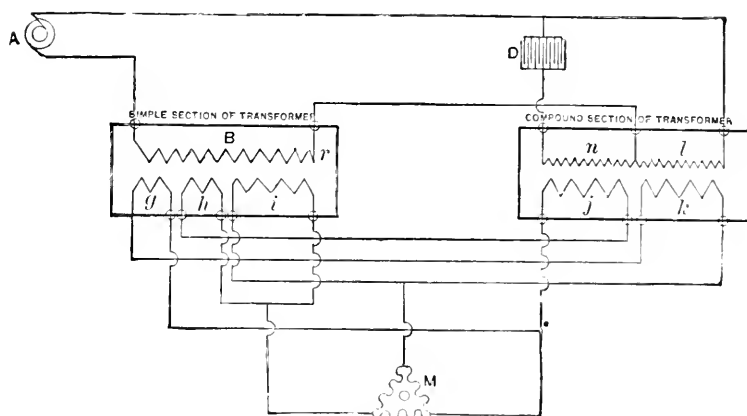 A
D
SIMPLE SECTION OF TRANSFORMER
COMPOUND SECTION OF TRANSFORMER
B
r
n
l
g
h
i
j
k
M